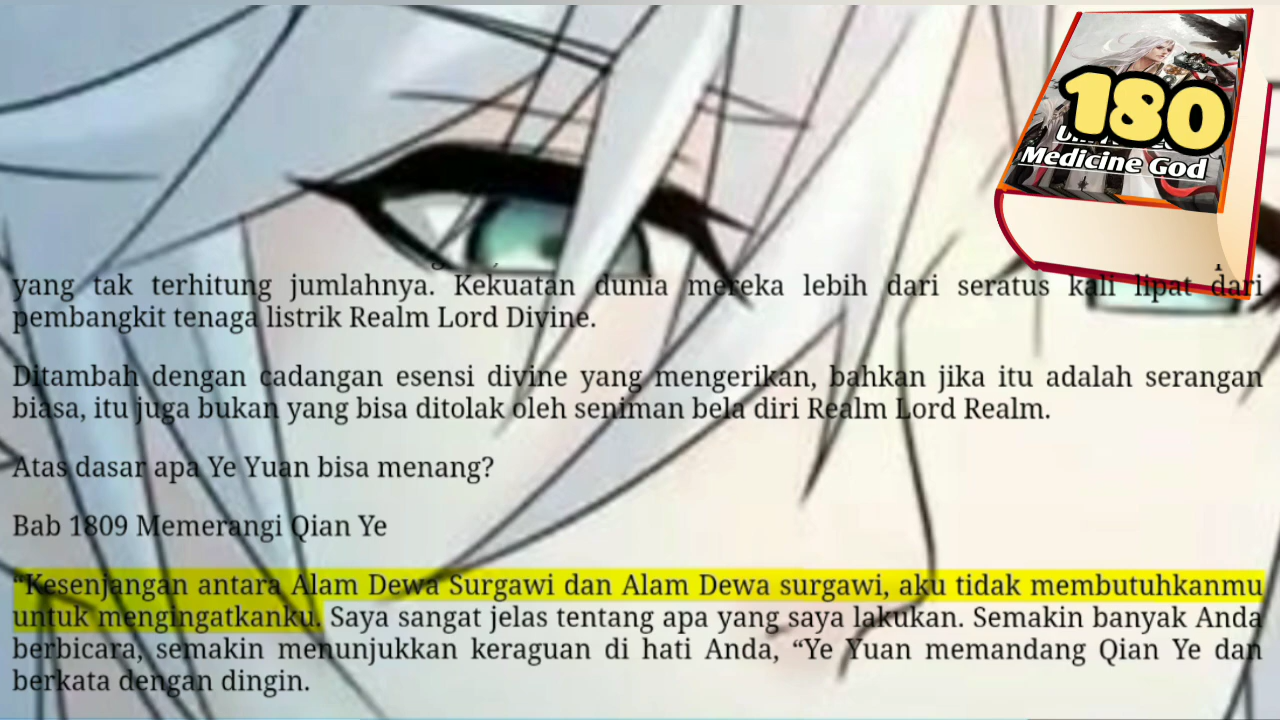 180
Medicine God
yang tak terhitung jumlahnya. Kekuatan dunia mereka lebih dari seratus kali lipat dari
pembangkit tenaga listrik Realm Lord Divine.
Ditambah dengan cadangan esensi divine yang mengerikan, bahkan jika itu adalah serangan
biasa, itu juga bukan yang bisa ditolak oleh seniman bela diri Realm Lord Realm.
Atas dasar apa Ye Yuan bisa menang?
Bab 1809 Memerangi Qian Ye
“Kesenjangan antara Alam Dewa Surgawi dan Alam Dewa surgawi, aku tidak membutuhkanmu
untuk mengingatkanku. Saya sangat jelas tentang apa yang saya lakukan. Semakin banyak Anda
berbicara, semakin menunjukkan keraguan di hati Anda, “Ye Yuan memandang Qian Ye dan
berkata dengan dingin.